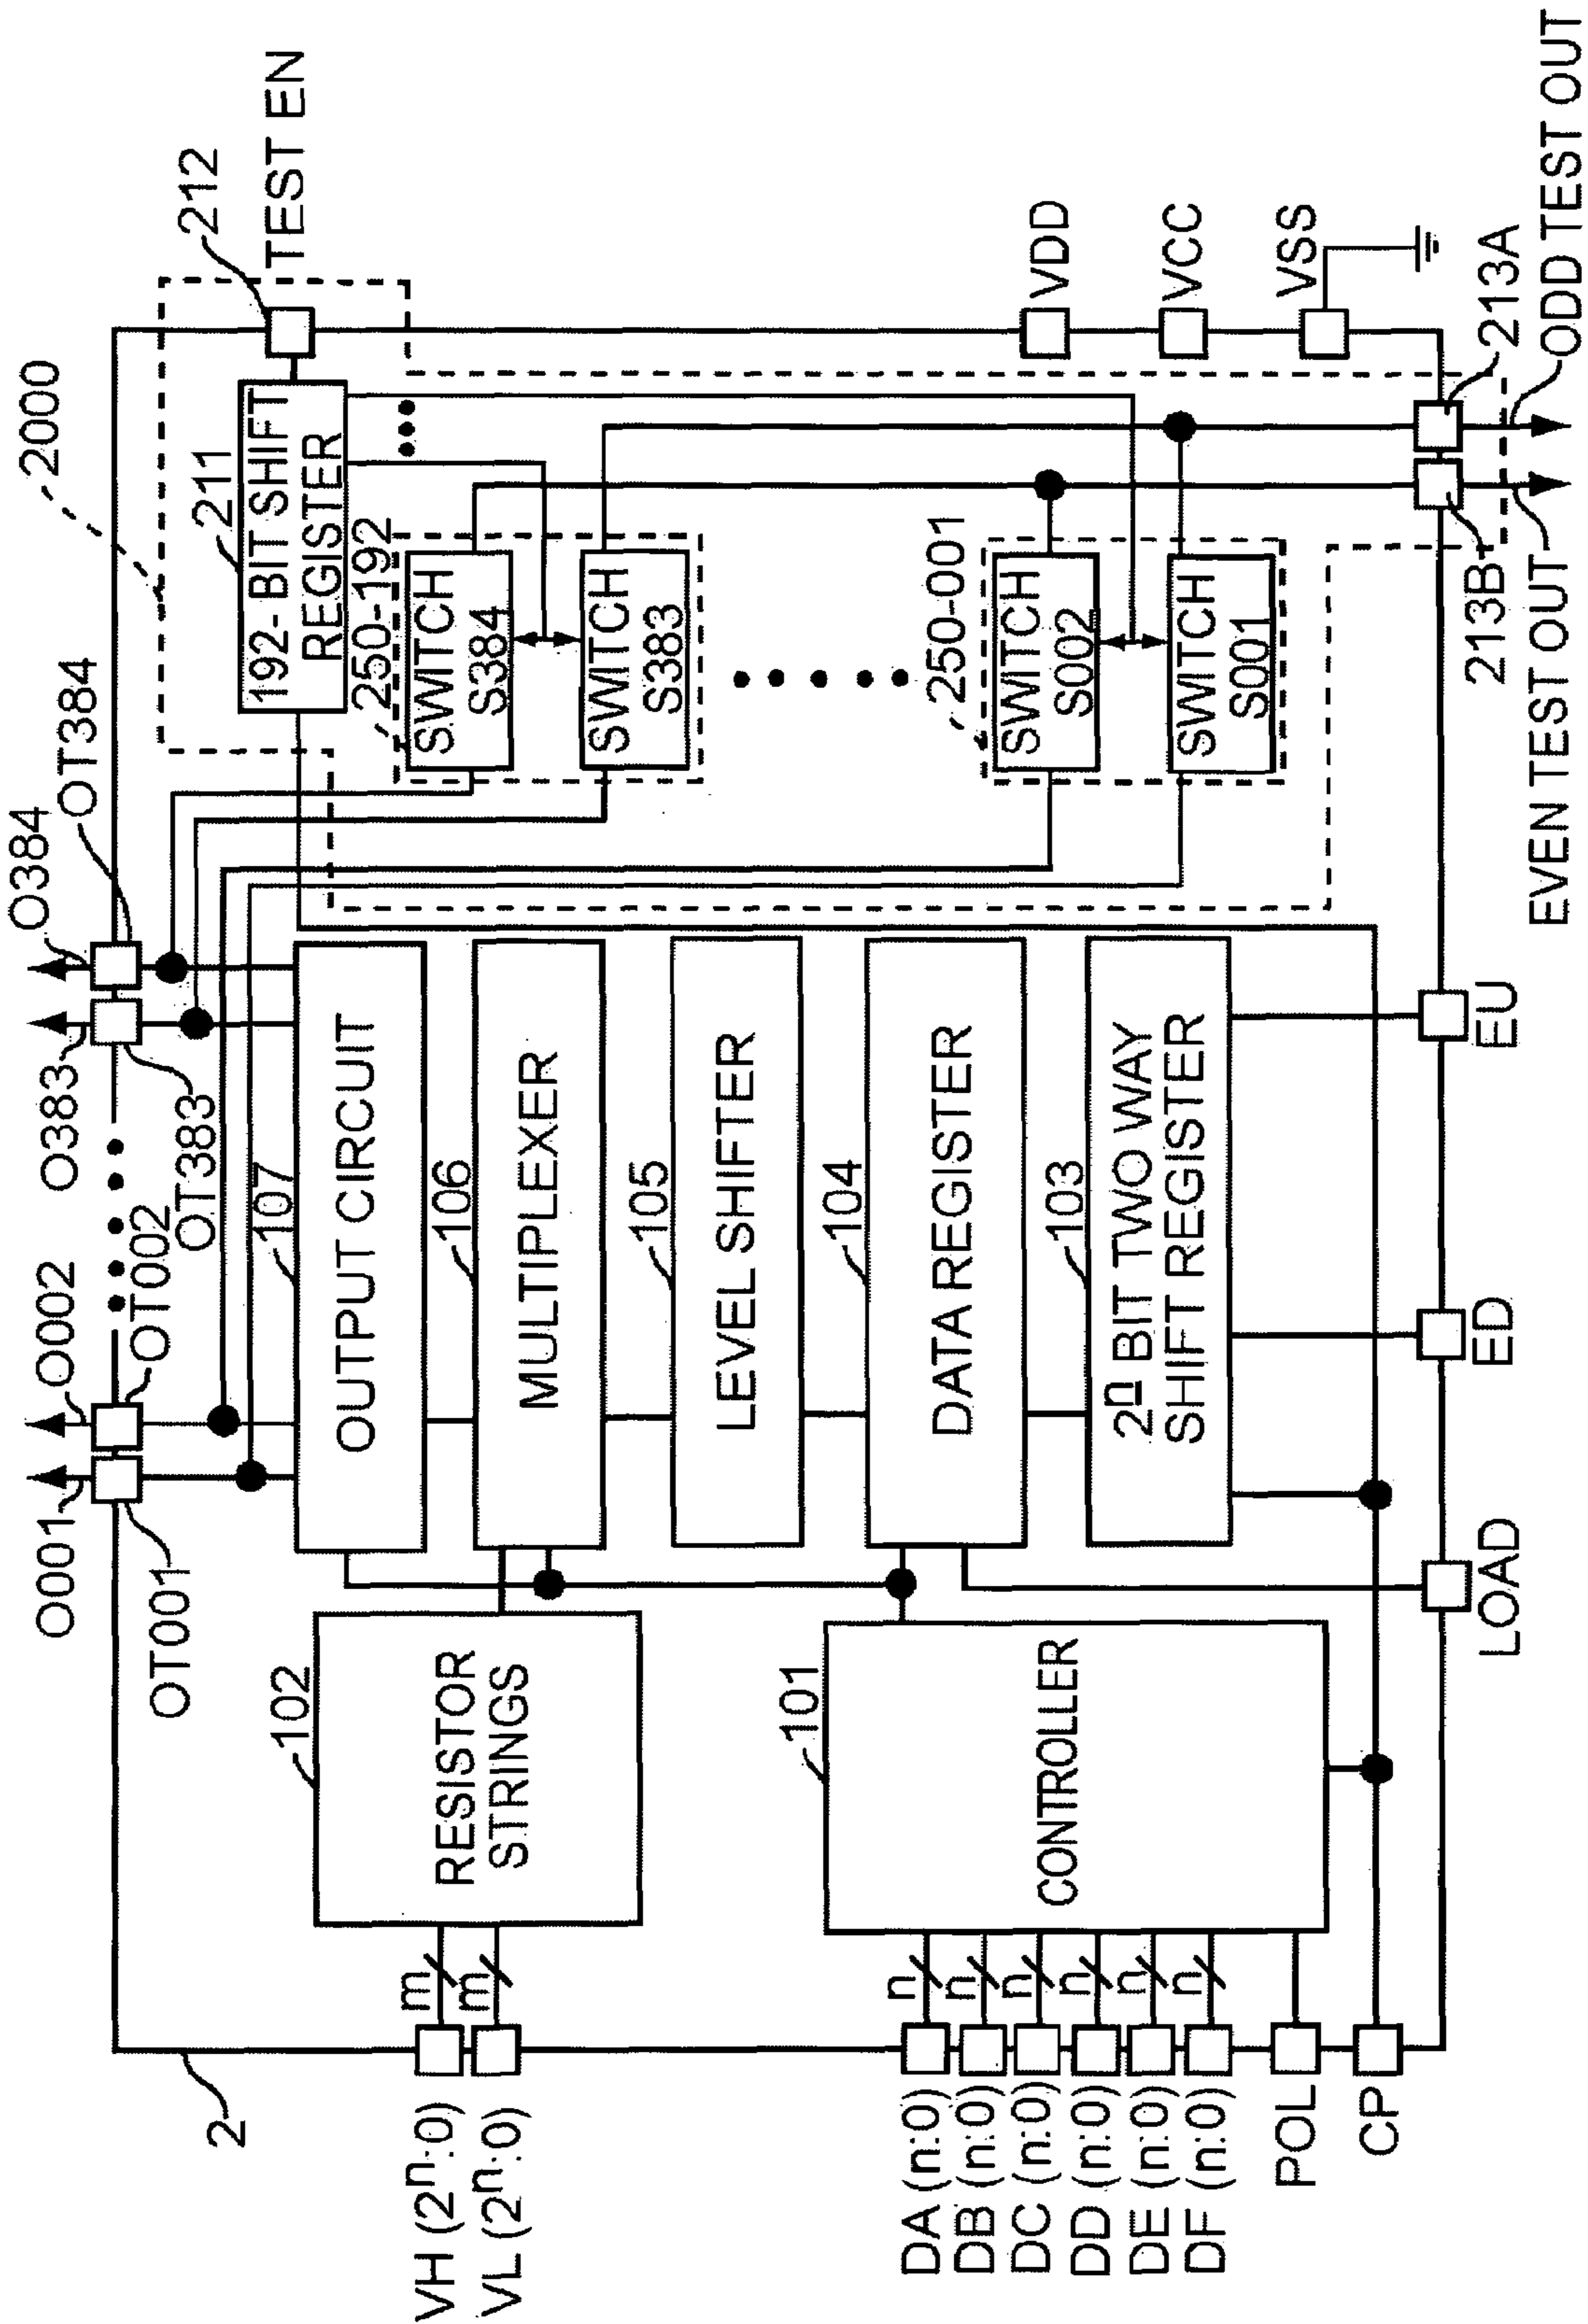 2
VH (2ⁿ:0)
VL (2ⁿ:0)
m
m
DA (n:0)
DB (n:0)
DC (n:0)
DD (n:0)
DE (n:0)
DF (n:0)
n
n
n
n
n
n
POL
CP
102
RESISTOR
STRINGS
101
CONTROLLER
O001
OT001
O002
OT002
O383
OT383
O384
OT384
107
OUTPUT CIRCUIT
106
MULTIPLEXER
105
LEVEL SHIFTER
104
DATA REGISTER
103
2ⁿ BIT TWO WAY
SHIFT REGISTER
LOAD
ED
EU
2000
211
192-BIT SHIFT
REGISTER
212
TEST EN
250-192
SWITCH
S384
SWITCH
S383
250-001
SWITCH
S002
SWITCH
S001
VDD
VCC
VSS
213B
213A
EVEN TEST OUT
ODD TEST OUT